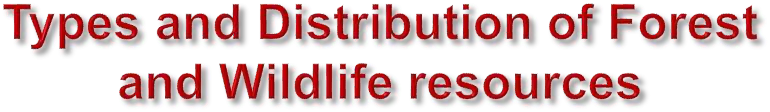 Types and Distribution of Forest
and Wildlife resources